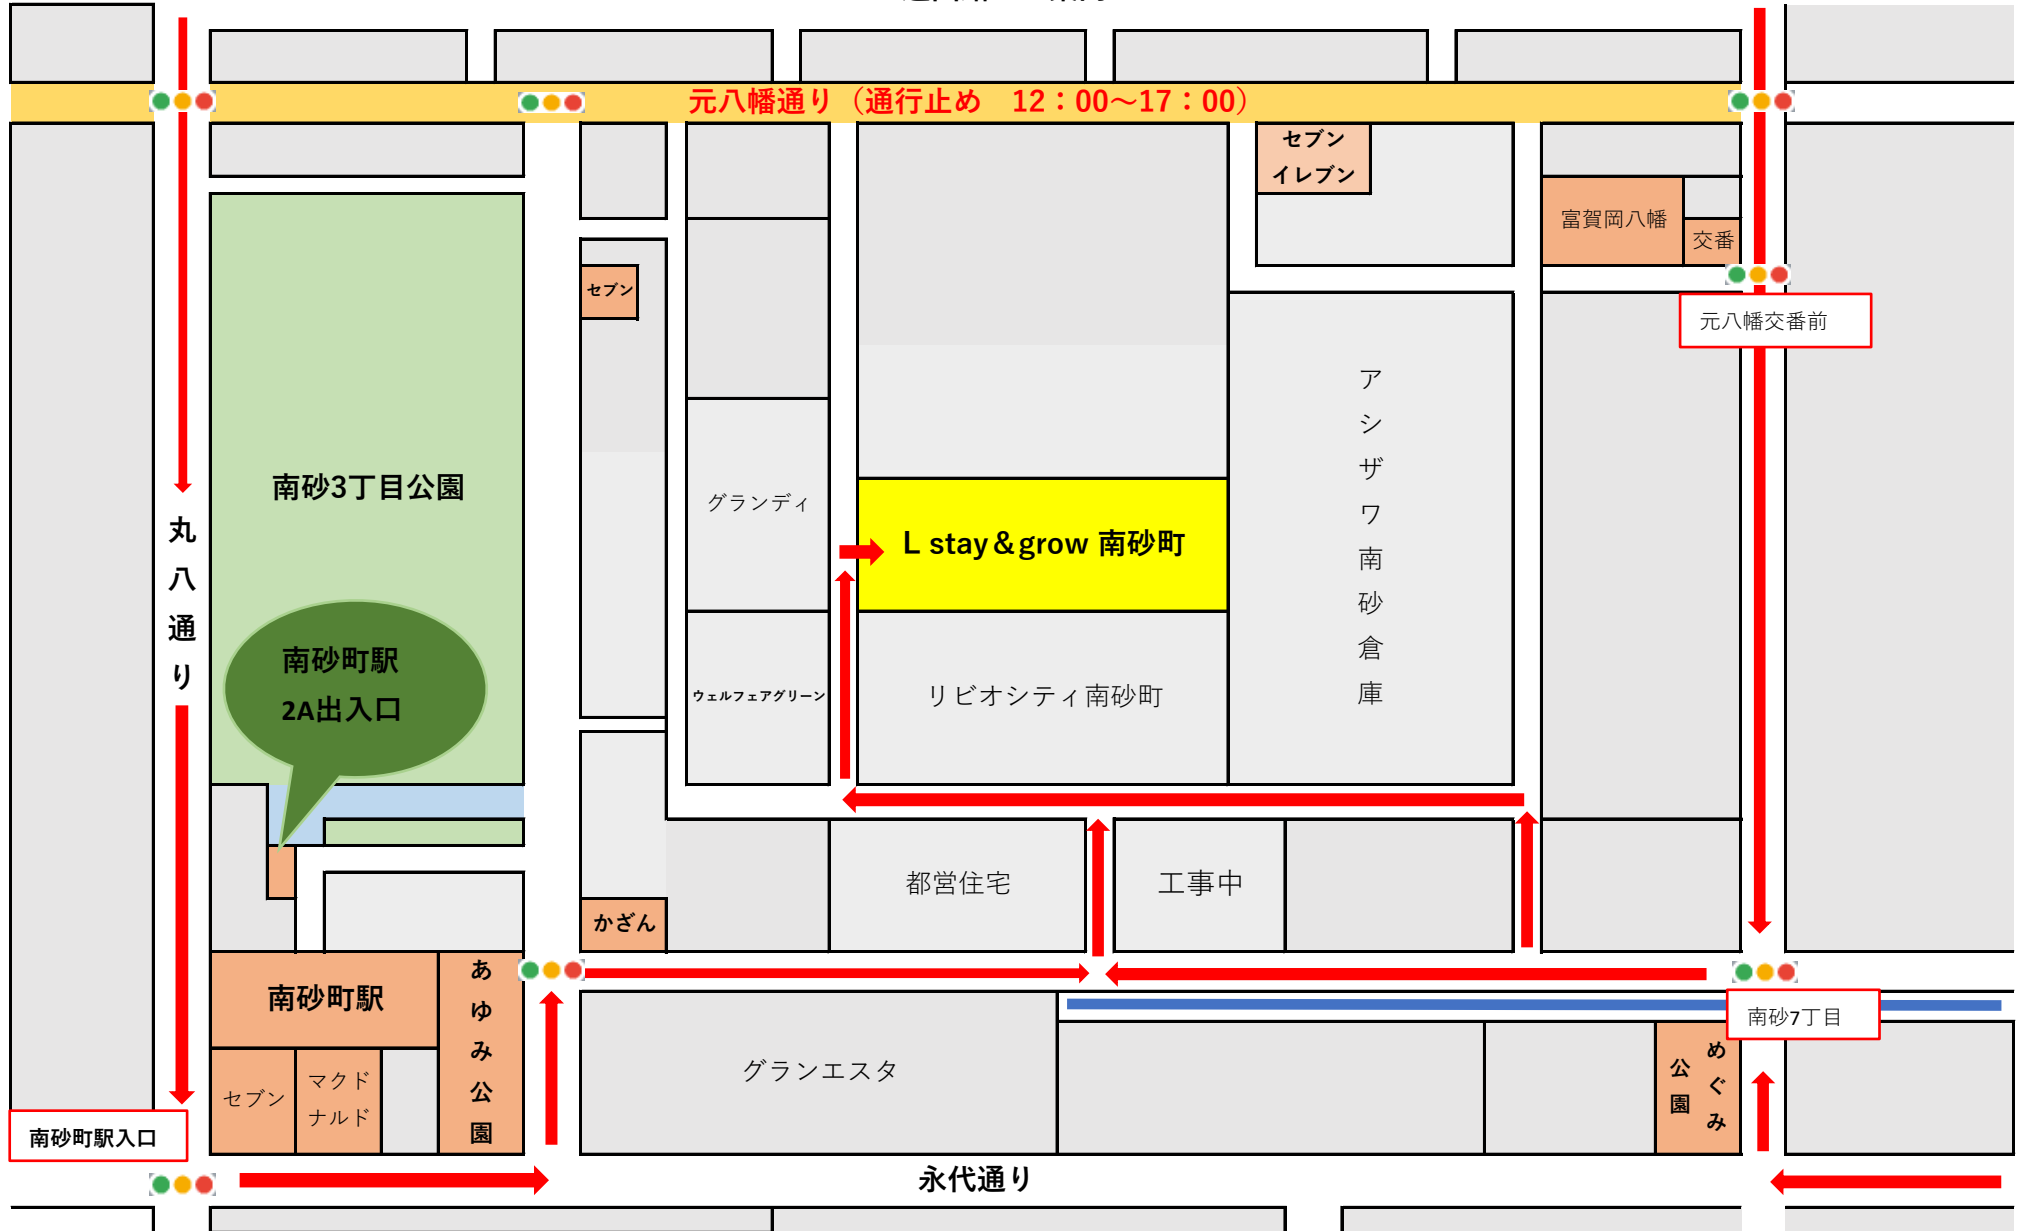 元八幡通り（通行止め　12：00～17：00）
セブン
イレブン
富賀岡八幡
交番
セブン
元八幡交番前
アシザワ南砂倉庫
南砂3丁目公園
グランディ
L stay＆grow 南砂町
丸八通り
南砂町駅
2A出入口
ウェルフェアグリーン
リビオシティ南砂町
都営住宅
工事中
かざん
南砂町駅
あゆみ公園
南砂7丁目
グランエスタ
めぐみ
公園
セブン
マクド
ナルド
南砂町駅入口
永代通り